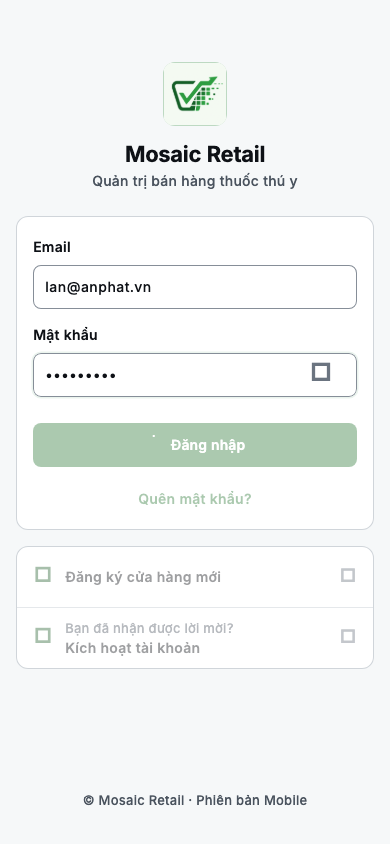 Mosaic Retail
Quản trị bán hàng thuốc thú y
Email
lan@anphat.vn
Mật khẩu
•••••••••
Đăng nhập
Quên mật khẩu?
Đăng ký cửa hàng mới
Bạn đã nhận được lời mời?
Kích hoạt tài khoản
© Mosaic Retail · Phiên bản Mobile